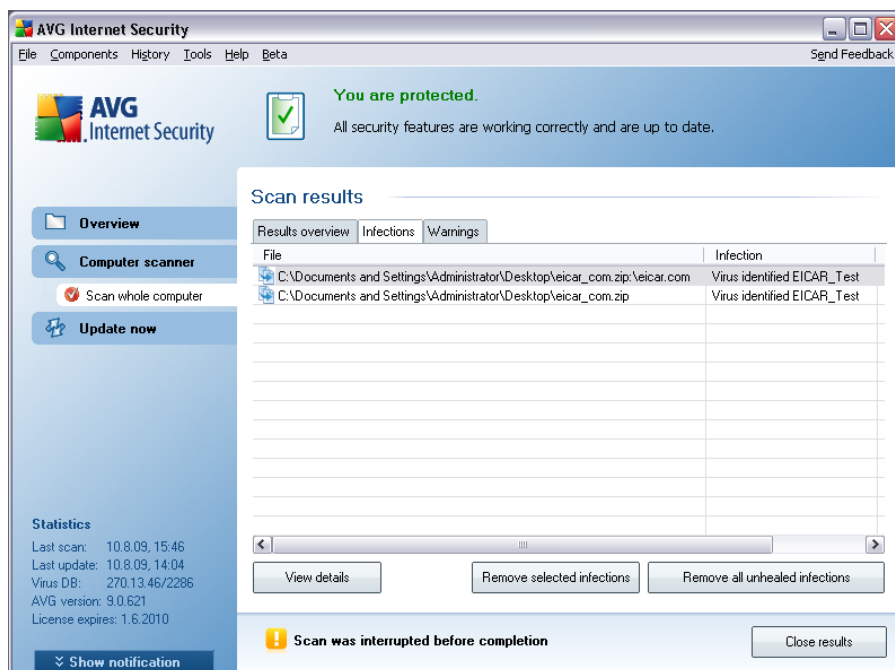 AVG Internet Security
File Components History Tools Help Beta
Send Feedback
AVG
Internet Security
You are protected.
All security features are working correctly and are up to date.
Overview
Computer scanner
Scan whole computer
Update now
Scan results
Results overview Infections Warnings
File Infection
C:\Documents and Settings\Administrator\Desktop\eicar_com.zip:\eicar.com Virus identified EICAR_Test
C:\Documents and Settings\Administrator\Desktop\eicar_com.zip Virus identified EICAR_Test
Statistics
Last scan: 10.8.09, 15:46
Last update: 10.8.09, 14:04
Virus DB: 270.13.46/2286
AVG version: 9.0.621
License expires: 1.6.2010
Show notification
View details Remove selected infections Remove all unhealed infections
Scan was interrupted before completion
Close results